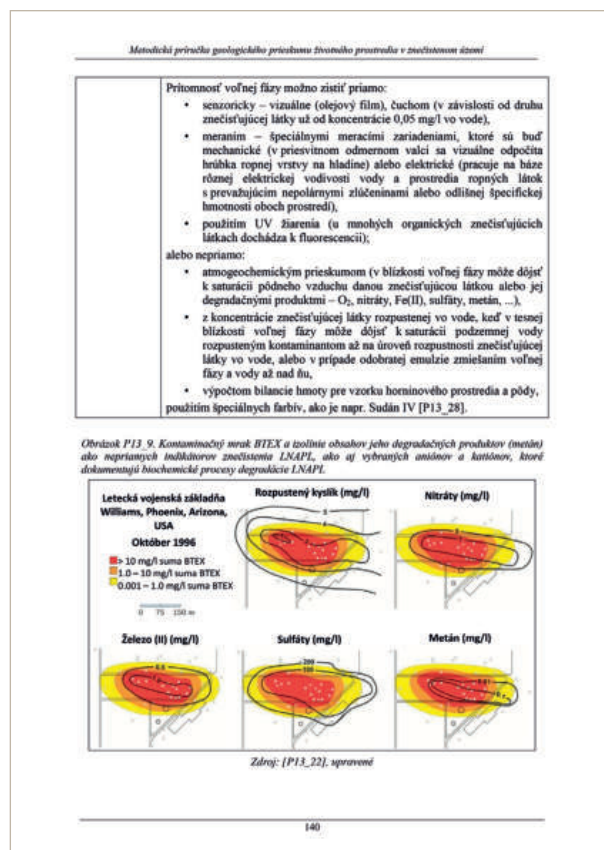 Metodická príručka geologického prieskumu životného prostredia v znečistenom území
Prítomnosť voľnej fázy možno zistiť priamo:
• senzoricky – vizuálne (olejový film), čuchom (v závislosti od druhu
znečisťujúcej látky už od koncentrácie 0,05 mg/l vo vode),
• meraním – špeciálnymi meracími zariadeniami, ktoré sú buď
mechanické (v priesvitnom odmernom valci sa vizuálne odpočíta
hrúbka ropnej vrstvy na hladine) alebo elektrické (pracuje na báze
rôznej elektrickej vodivosti vody a prostredia ropných látok
s prevažujúcim nepolárnymi zlúčeninami alebo odlišnej špecifickej
hmotnosti oboch prostredí),
• použitím UV žiarenia (u mnohých organických znečisťujúcich
látkach dochádza k fluorescencii);
alebo nepriamo:
• atmogeochemickým prieskumom (v blízkosti voľnej fázy môže dôjsť
k saturácii pôdneho vzduchu danou znečisťujúcou látkou alebo jej
degradačnými produktmi – O₂, nitráty, Fe(II), sulfáty, metán, ...),
• z koncentrácie znečisťujúcej látky rozpustenej vo vode, keď v tesnej
blízkosti voľnej fázy môže dôjsť k saturácii podzemnej vody
rozpusteným kontaminantom až na úroveň rozpustnosti znečisťujúcej
látky vo vode, alebo v prípade odobratej emulzie zmiešaním voľnej
fázy a vody až nad ňu,
• výpočtom bilancie hmoty pre vzorku horninového prostredia a pôdy,
použitím špeciálnych farbív, ako je napr. Sudán IV [P13_28].
Obrázok P13_9. Kontaminačný mrak BTEX a izolínie obsahov jeho degradačných produktov (metán)
ako nepriamych indikátorov znečistenia LNAPL, ako aj vybraných aniónov a katiónov, ktoré
dokumentujú biochemické procesy degradácie LNAPL
Letecká vojenská základňa
Williams, Phoenix, Arizona,
USA
Október 1996
> 10 mg/l suma BTEX
1.0 – 10 mg/l suma BTEX
0.001 – 1.0 mg/l suma BTEX
0 75 150 m
Rozpustený kyslík (mg/l)
Nitráty (mg/l)
Železo (II) (mg/l)
Sulfáty (mg/l)
200
100
Metán (mg/l)
Zdroj: [P13_22], upravené
140